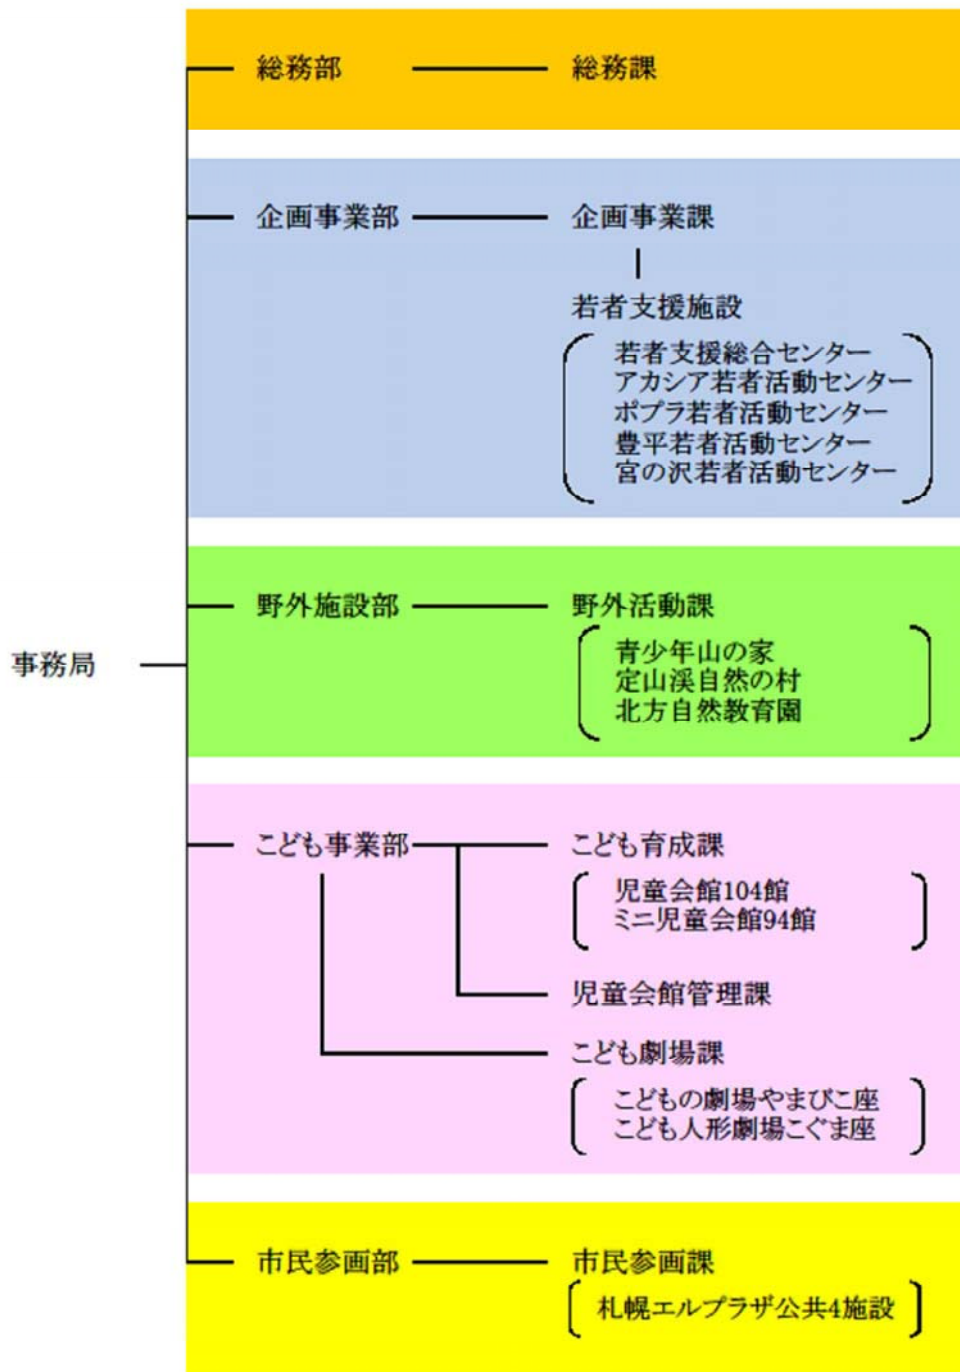 総務部 総務課
企画事業部 企画事業課
若者支援施設
若者支援総合センター
アカシア若者活動センター
ポプラ若者活動センター
豊平若者活動センター
宮の沢若者活動センター
野外施設部 野外活動課
事務局
青少年山の家
定山渓自然の村
北方自然教育園
こども事業部 こども育成課
児童会館104館
ミニ児童会館94館
児童会館管理課
こども劇場課
こどもの劇場やまびこ座
こども人形劇場こぐま座
市民参画部 市民参画課
札幌エルプラザ公共4施設